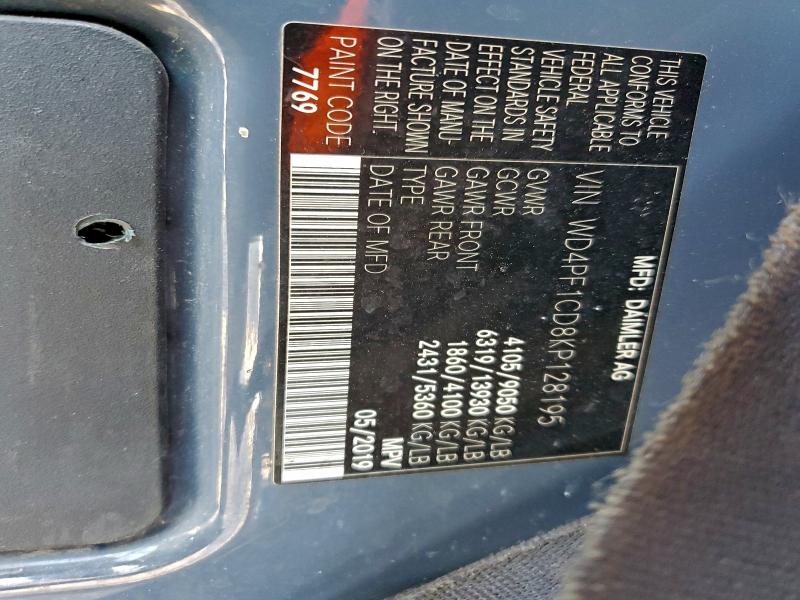 MFD: DAIMLER AG
VIN WD4PF1CD8KP128195
GVWR 4105/9050 KG/LB
GCWR 6319/13930 KG/LB
GAWR FRONT 1860/4100 KG/LB
GAWR REAR 2431/5360 KG/LB
TYPE MPV
DATE OF MFD 05/2019
THIS VEHICLE
CONFORMS TO
ALL APPLICABLE
FEDERAL
VEHICLE SAFETY
STANDARDS IN
EFFECT ON THE
DATE OF MANU-
FACTURE SHOWN
ON THE RIGHT.
PAINT CODE
7769